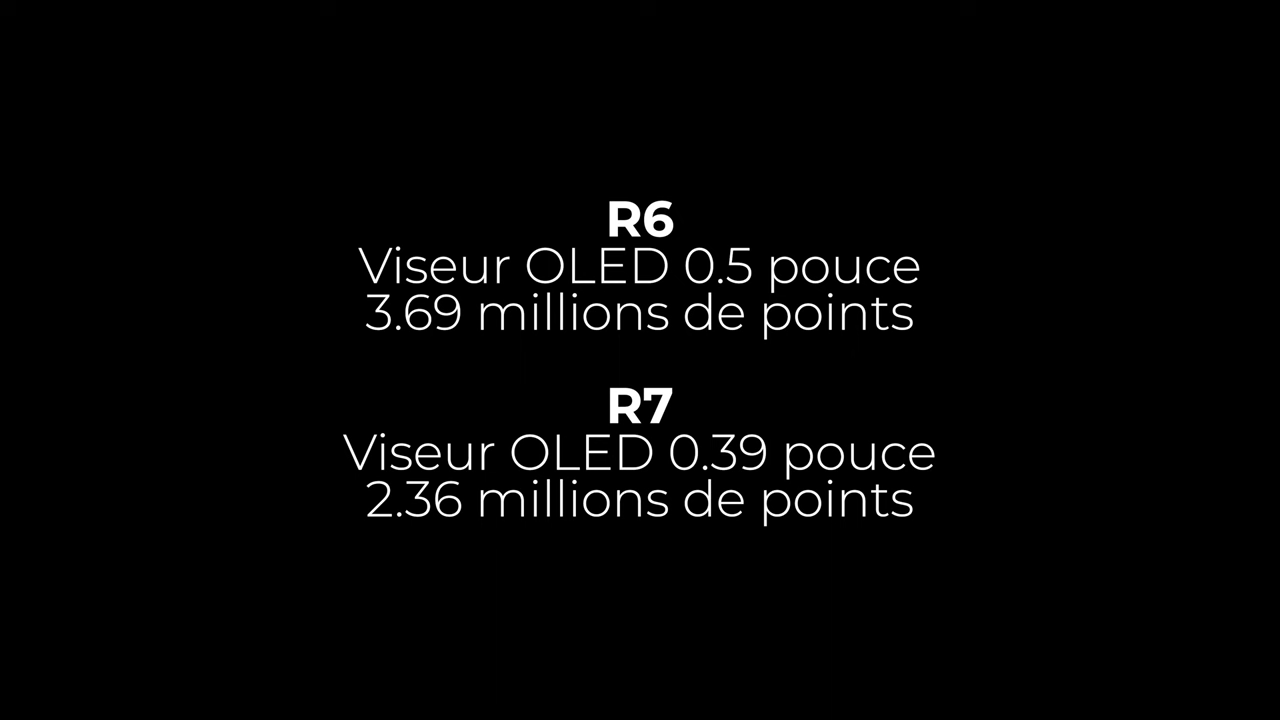 R6
Viseur OLED 0.5 pouce
3.69 millions de points
R7
Viseur OLED 0.39 pouce
2.36 millions de points